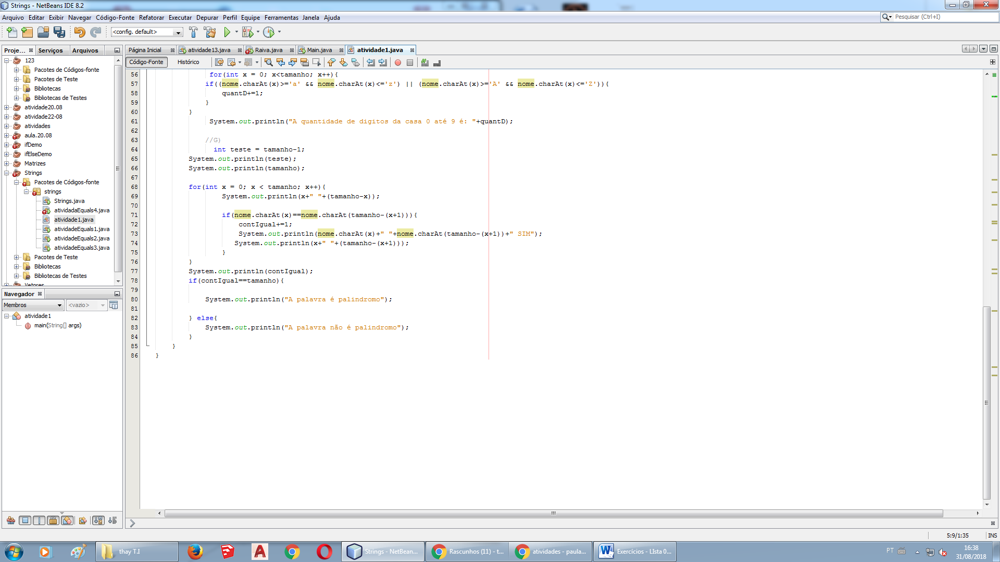 Strings - NetBeans IDE 8.2
Arquivo Editar Exibir Navegar Código-Fonte Refatorar Executar Depurar Perfil Equipe Ferramentas Janela Ajuda
Pesquisar (Ctrl+I)
<config. default>
Proje... Serviços Arquivos
Página Inicial atividade13.java Raiva.java Main.java atividade1.java
Código-Fonte Histórico
123
Pacotes de Códigos-fonte
Pacotes de Teste
Bibliotecas
Bibliotecas de Testes
atividade20.08
atividade22-08
atividades
aula.20.08
ifDemo
ifElseDemo
Matrizes
Strings
Pacotes de Códigos-fonte
strings
Strings.java
atividadaEquals4.java
atividade1.java
atividadeEquals1.java
atividadeEquals2.java
atividadeEquals3.java
Pacotes de Teste
Bibliotecas
Bibliotecas de Testes
Vetores
Navegador
Membros <vazio>
atividade1
main(String[] args)
56 for(int x = 0; x<tamanho; x++){
57 if((nome.charAt(x)>='a' && nome.charAt(x)<='z') || (nome.charAt(x)>='A' && nome.charAt(x)<='Z')){
58 quantD+=1;
59 }
60 }
61 System.out.println("A quantidade de digitos da casa 0 até 9 é: "+quantD);
62
63 //G)
64 int teste = tamanho-1;
65 System.out.println(teste);
66 System.out.println(tamanho);
67
68 for(int x = 0; x < tamanho; x++){
69 System.out.println(x+" "+(tamanho-x));
70
71 if(nome.charAt(x)==nome.charAt(tamanho-(x+1))){
72 contIgual+=1;
73 System.out.println(nome.charAt(x)+" "+nome.charAt(tamanho-(x+1))+" SIM");
74 System.out.println(x+" "+(tamanho-(x+1)));
75 }
76 }
77 System.out.println(contIgual);
78 if(contIgual==tamanho){
79
80 System.out.println("A palavra é palindromo");
81
82 } else{
83 System.out.println("A palavra não é palindromo");
84 }
85 }
86 }
5:9/1:35 INS
thay T.I
Strings - NetBean...
Rascunhos (11) - t...
atividades - paula...
Exercícios - LIsta 0...
PT
16:38
31/08/2018